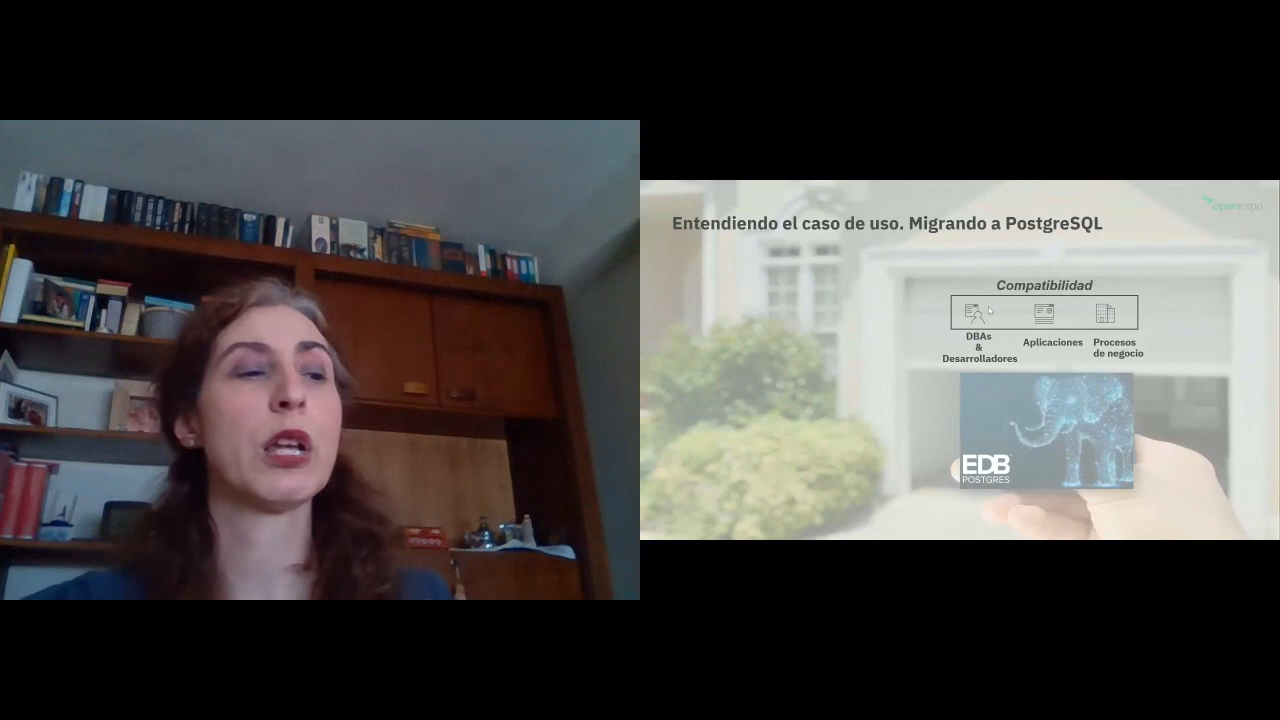 openexpo
Entendiendo el caso de uso. Migrando a PostgreSQL
Compatibilidad
DBAs
&
Desarrolladores
Aplicaciones
Procesos
de negocio
EDB
POSTGRES